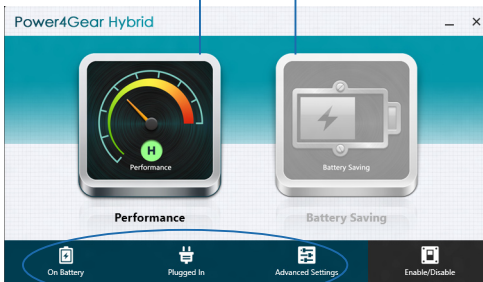 Power4Gear Hybrid
H
Performance
Battery Saving
Performance
Battery Saving
On Battery
Plugged In
Advanced Settings
Enable/Disable